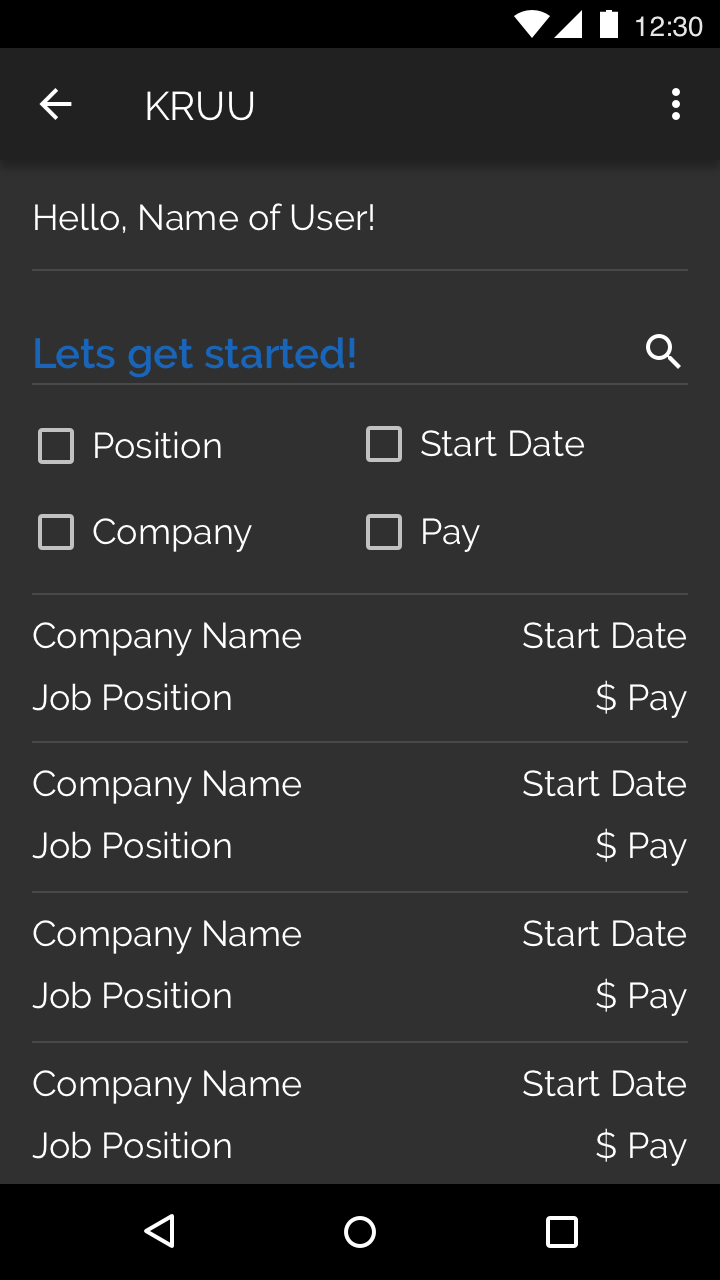 12:30
KRUU
Hello, Name of User!
Lets get started!
Position Start Date
Company Pay
Company Name Start Date
Job Position $ Pay
Company Name Start Date
Job Position $ Pay
Company Name Start Date
Job Position $ Pay
Company Name Start Date
Job Position $ Pay